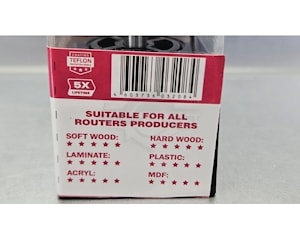 TEFLON
5X
LIFETIME
SUITABLE FOR ALL
ROUTERS PRODUCERS
SOFT WOOD: HARD WOOD:
★ ★ ★ ★ ★ ★ ★ ★ ★ ★
LAMINATE: PLASTIC:
★ ★ ★ ★ ★ ★ ★ ★ ★ ★
ACRYL: MDF:
★ ★ ★ ★ ★ ★ ★ ★ ★ ★